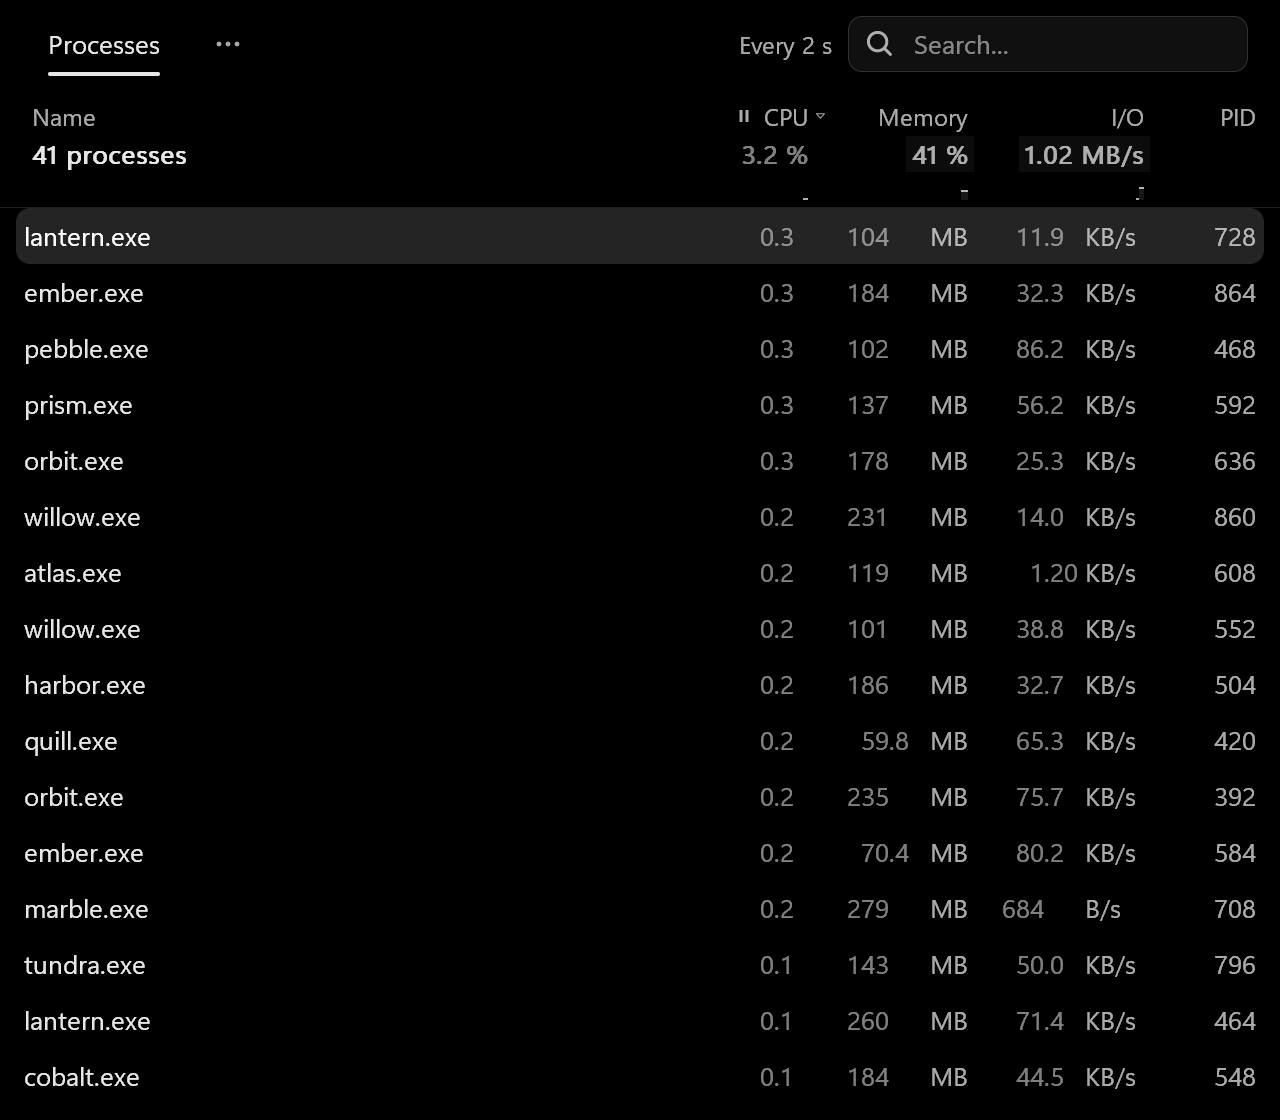 Processes ··· Every 2 s Search...
Name CPU Memory I/O PID
41 processes 3.2 % 41 % 1.02 MB/s
lantern.exe 0.3 104 MB 11.9 KB/s 728
ember.exe 0.3 184 MB 32.3 KB/s 864
pebble.exe 0.3 102 MB 86.2 KB/s 468
prism.exe 0.3 137 MB 56.2 KB/s 592
orbit.exe 0.3 178 MB 25.3 KB/s 636
willow.exe 0.2 231 MB 14.0 KB/s 860
atlas.exe 0.2 119 MB 1.20 KB/s 608
willow.exe 0.2 101 MB 38.8 KB/s 552
harbor.exe 0.2 186 MB 32.7 KB/s 504
quill.exe 0.2 59.8 MB 65.3 KB/s 420
orbit.exe 0.2 235 MB 75.7 KB/s 392
ember.exe 0.2 70.4 MB 80.2 KB/s 584
marble.exe 0.2 279 MB 684 B/s 708
tundra.exe 0.1 143 MB 50.0 KB/s 796
lantern.exe 0.1 260 MB 71.4 KB/s 464
cobalt.exe 0.1 184 MB 44.5 KB/s 548